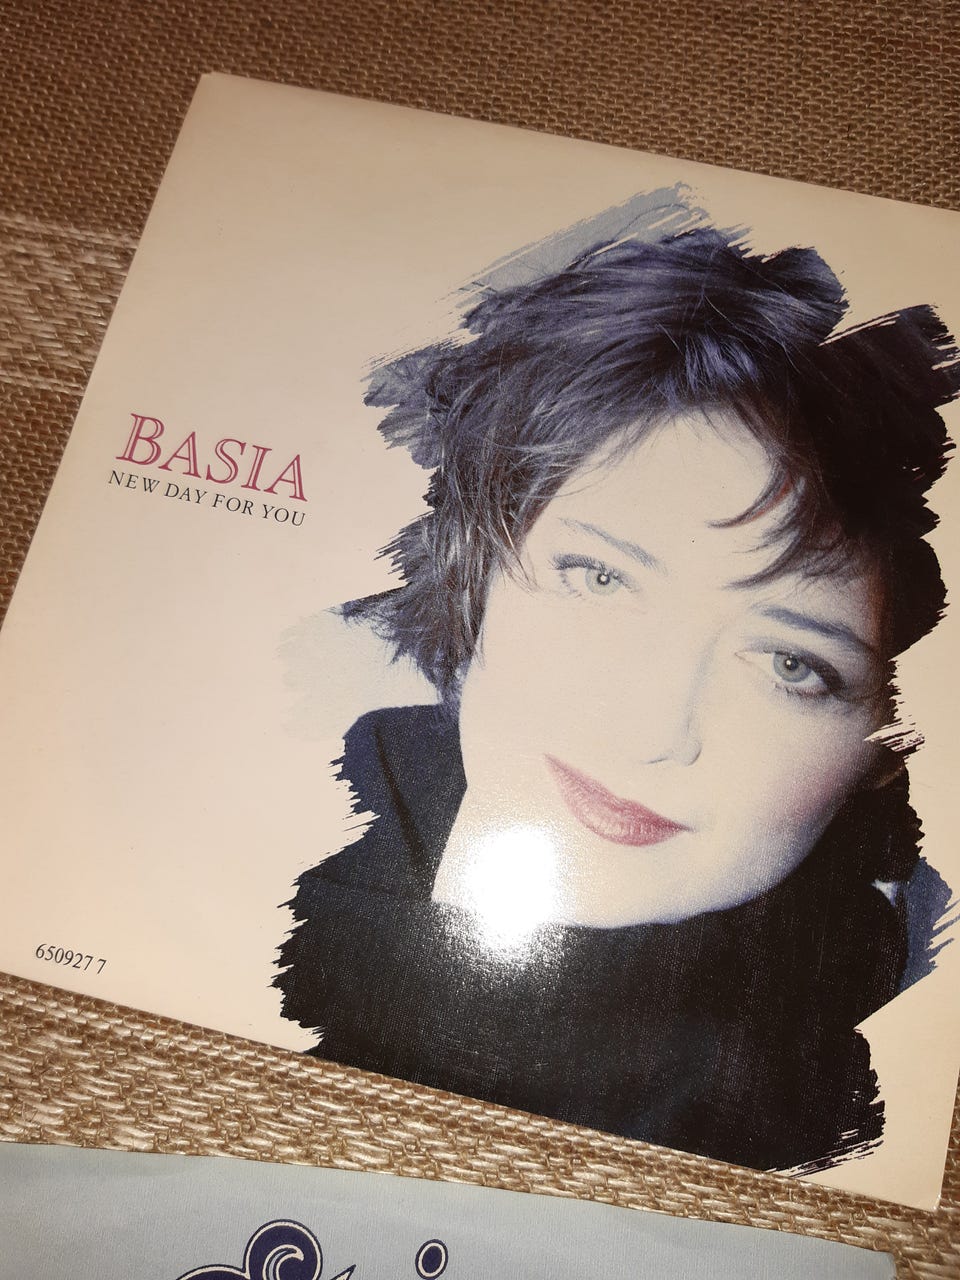 BASIA
NEW DAY FOR YOU
650927 7